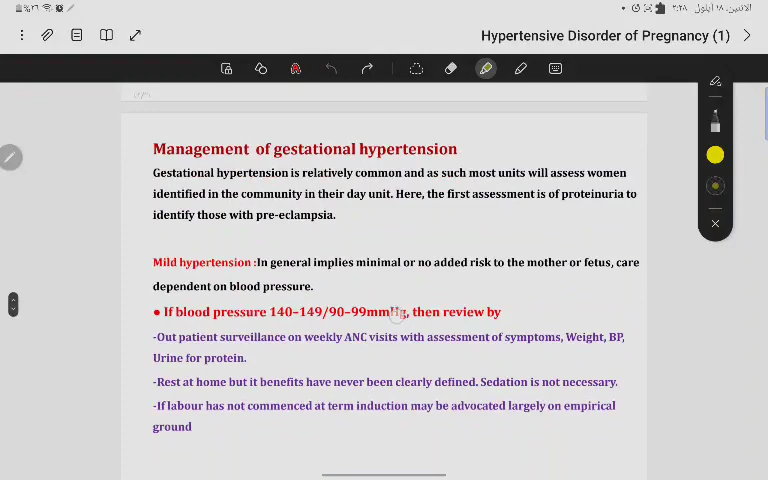 %٢٦
الاثنين، ١٨ أيلول ٢:٢٨
Hypertensive Disorder of Pregnancy (1)
Management of gestational hypertension
Gestational hypertension is relatively common and as such most units will assess women
identified in the community in their day unit. Here, the first assessment is of proteinuria to
identify those with pre-eclampsia.
Mild hypertension :In general implies minimal or no added risk to the mother or fetus, care
dependent on blood pressure.
● If blood pressure 140–149/90–99mmHg, then review by
-Out patient surveillance on weekly ANC visits with assessment of symptoms, Weight, BP,
Urine for protein.
-Rest at home but it benefits have never been clearly defined. Sedation is not necessary.
-If labour has not commenced at term induction may be advocated largely on empirical
ground